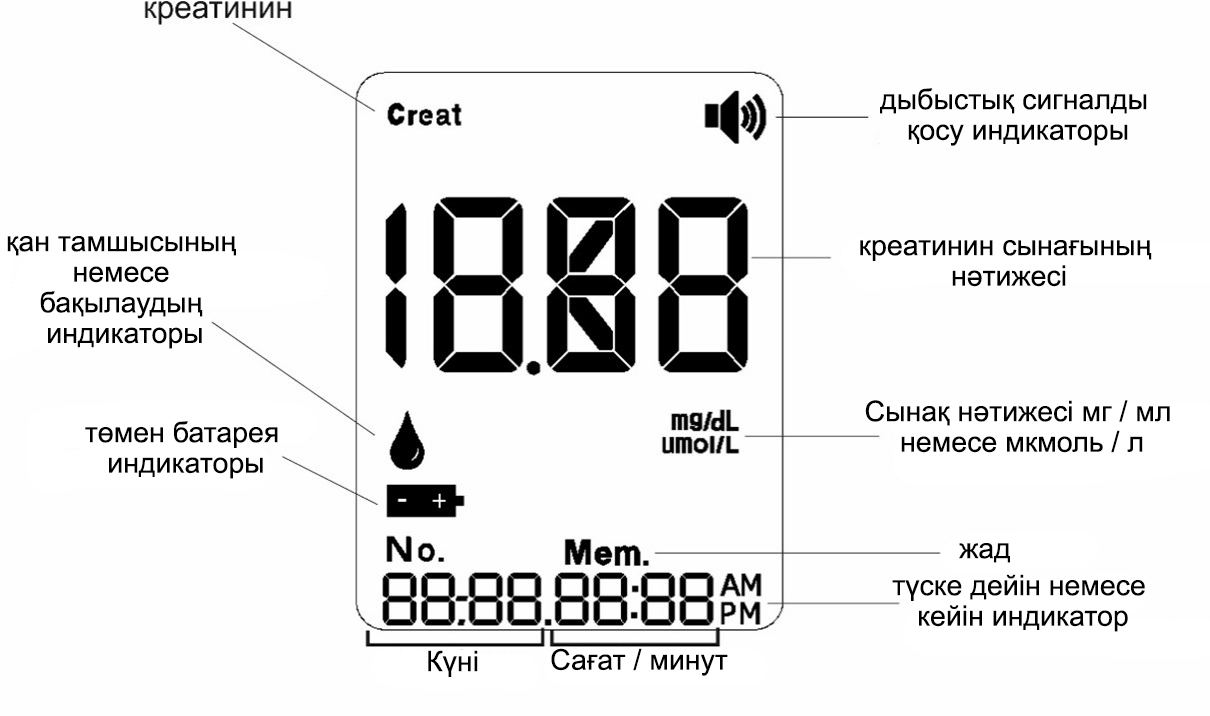 креатинин
Creat
дыбыстық сигналды
қосу индикаторы
18.88
қан тамшысының
немесе
бақылаудың
индикаторы
креатинин сынағының
нәтижесі
mg/dL
umol/L
Сынақ нәтижесі мг / мл
немесе мкмоль / л
төмен батарея
индикаторы
- +
No.
Mem.
жад
88:88.88:88
AM
PM
түске дейін немесе
кейін индикатор
Күні
Сағат / минут